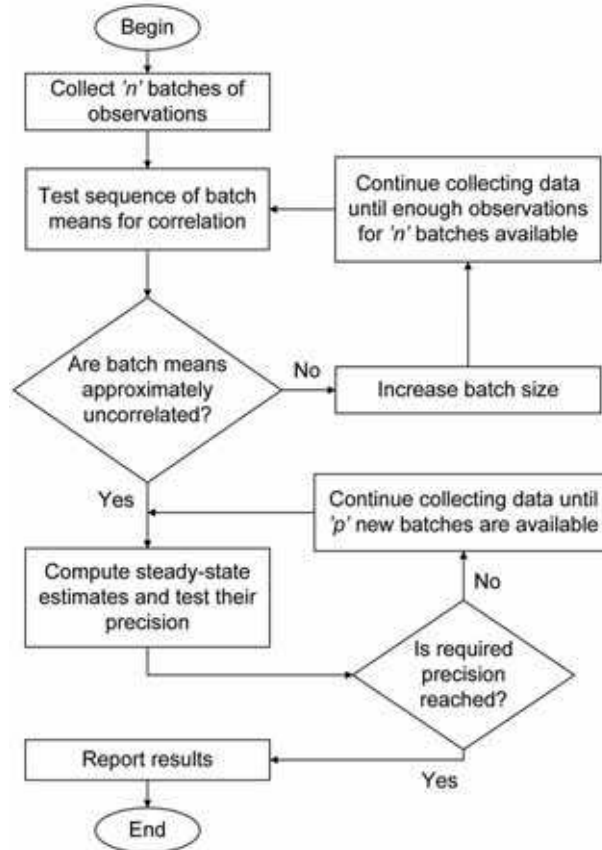 Begin
Collect 'n' batches of
observations
Test sequence of batch
means for correlation
Continue collecting data
until enough observations
for 'n' batches available
Are batch means
approximately
uncorrelated?
No
Increase batch size
Yes
Continue collecting data until
'p' new batches are available
Compute steady-state
estimates and test their
precision
No
Is required
precision
reached?
Yes
Report results
End